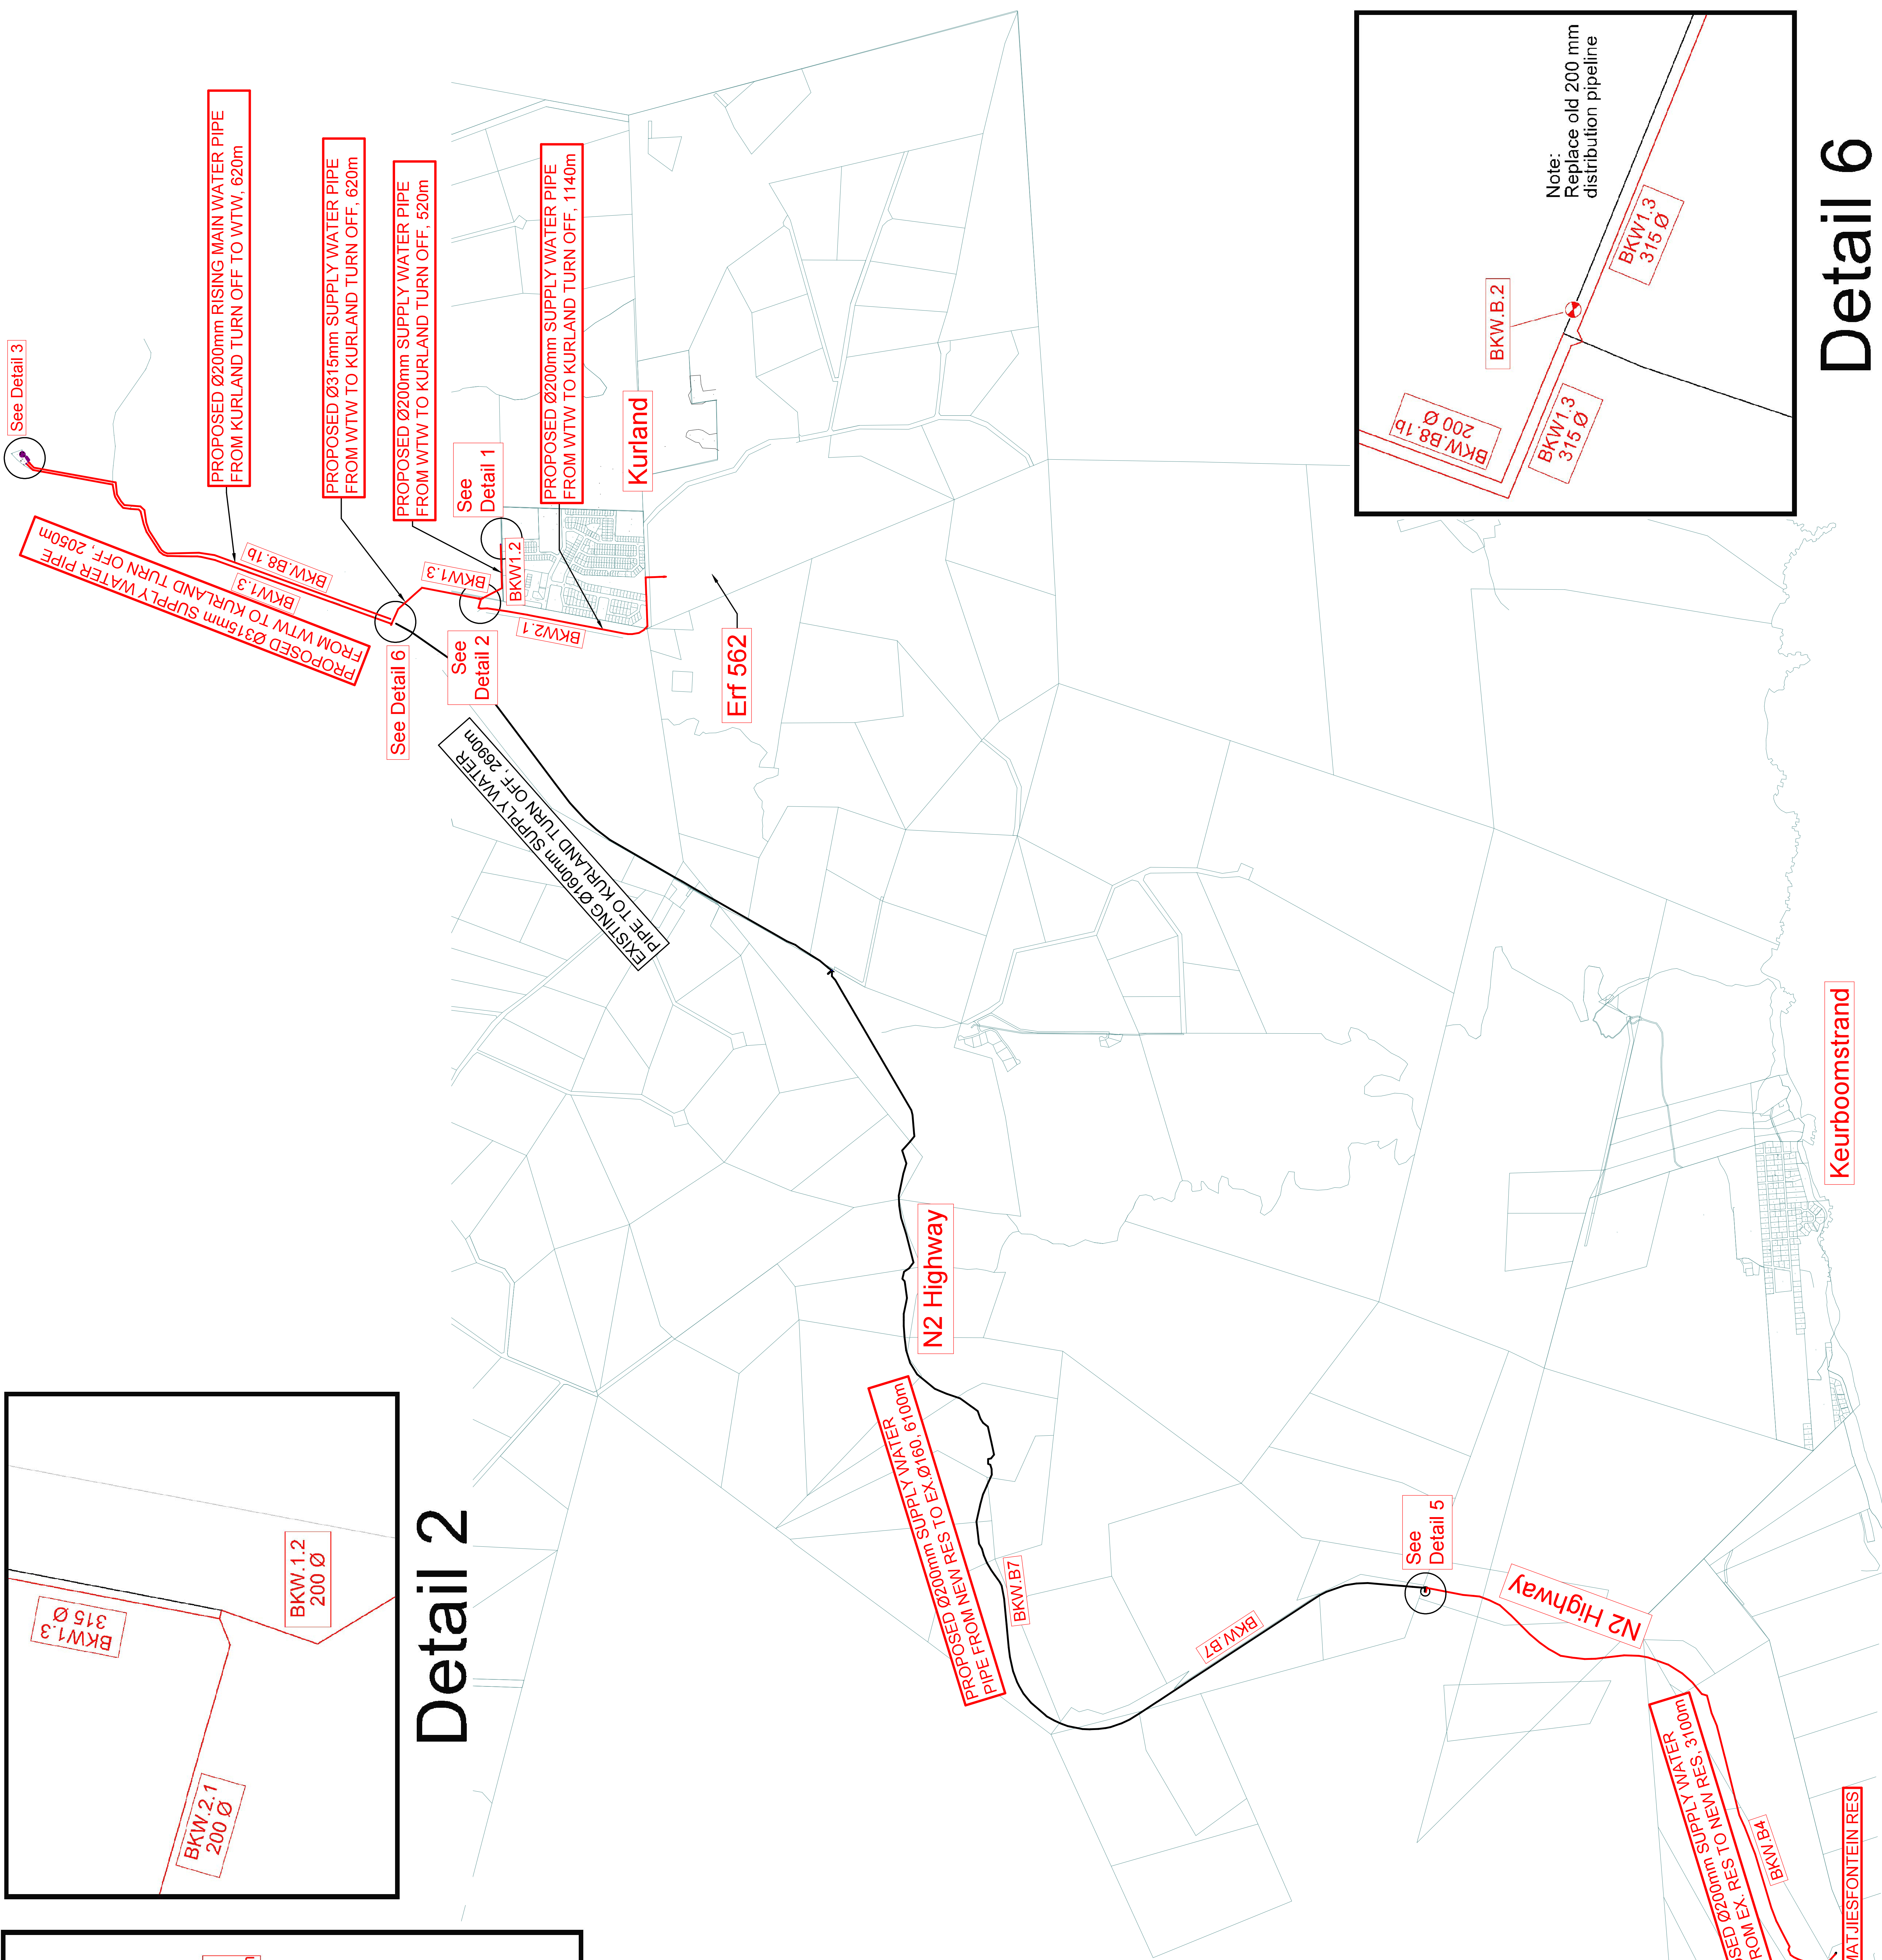 See Detail 3
PROPOSED Ø200mm RISING MAIN WATER PIPE
FROM KURLAND TURN OFF TO WTW, 620m
PROPOSED Ø315mm SUPPLY WATER PIPE
FROM WTW TO KURLAND TURN OFF, 620m
PROPOSED Ø200mm SUPPLY WATER PIPE
FROM WTW TO KURLAND TURN OFF, 520m
PROPOSED Ø200mm SUPPLY WATER PIPE
FROM WTW TO KURLAND TURN OFF, 1140m
PROPOSED Ø315mm SUPPLY WATER PIPE
FROM WTW TO KURLAND TURN OFF, 2050m
BKW.B8.1b
BKW1.3
See
Detail 1
BKW1.3
BKW1.2
BKW2.1
Kurland
See Detail 6
See
Detail 2
Erf 562
EXISTING Ø160mm SUPPLY WATER
PIPE TO KURLAND TURN OFF, 2690m
N2 Highway
PROPOSED Ø200mm SUPPLY WATER
PIPE FROM NEW RES TO EX.Ø160, 6100m
BKW.B7
BKW.B7
See
Detail 5
N2 Highway
Keurboomstrand
SED Ø200mm SUPPLY WATER
ROM EX. RES TO NEW RES, 3100m
BKW.B4
MATJIESFONTEIN RES
Note:
Replace old 200 mm
distribution pipeline
BKW.B.2
BKW1.3
315 Ø
BKW.B8.1b
200 Ø
BKW1.3
315 Ø
Detail 6
BKW1.3
315 Ø
BKW.1.2
200 Ø
BKW.2.1
200 Ø
Detail 2